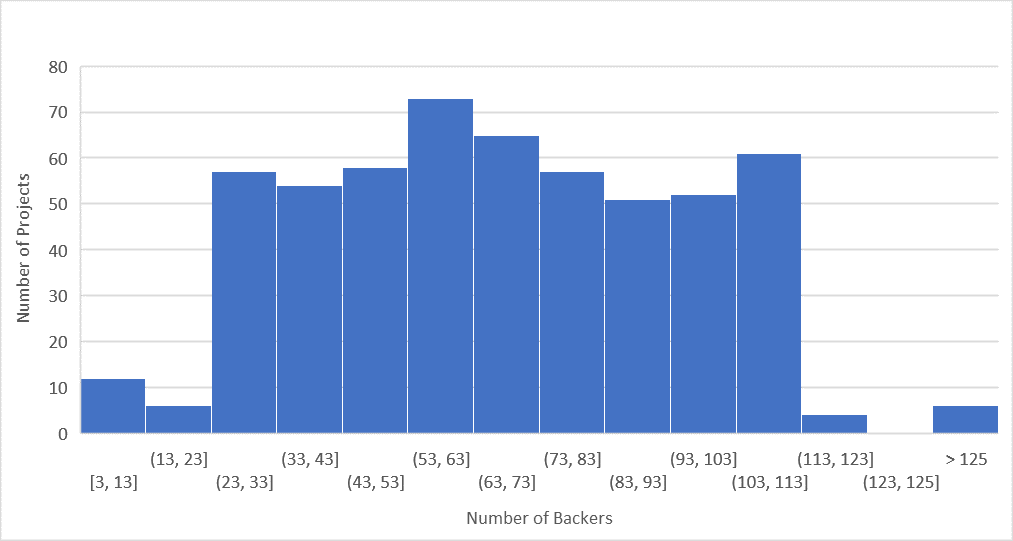 80
70
60
50
40
30
20
10
0
Number of Projects
(13, 23] (33, 43] (53, 63] (73, 83] (93, 103] (113, 123] > 125
[3, 13] (23, 33] (43, 53] (63, 73] (83, 93] (103, 113] (123, 125]
Number of Backers